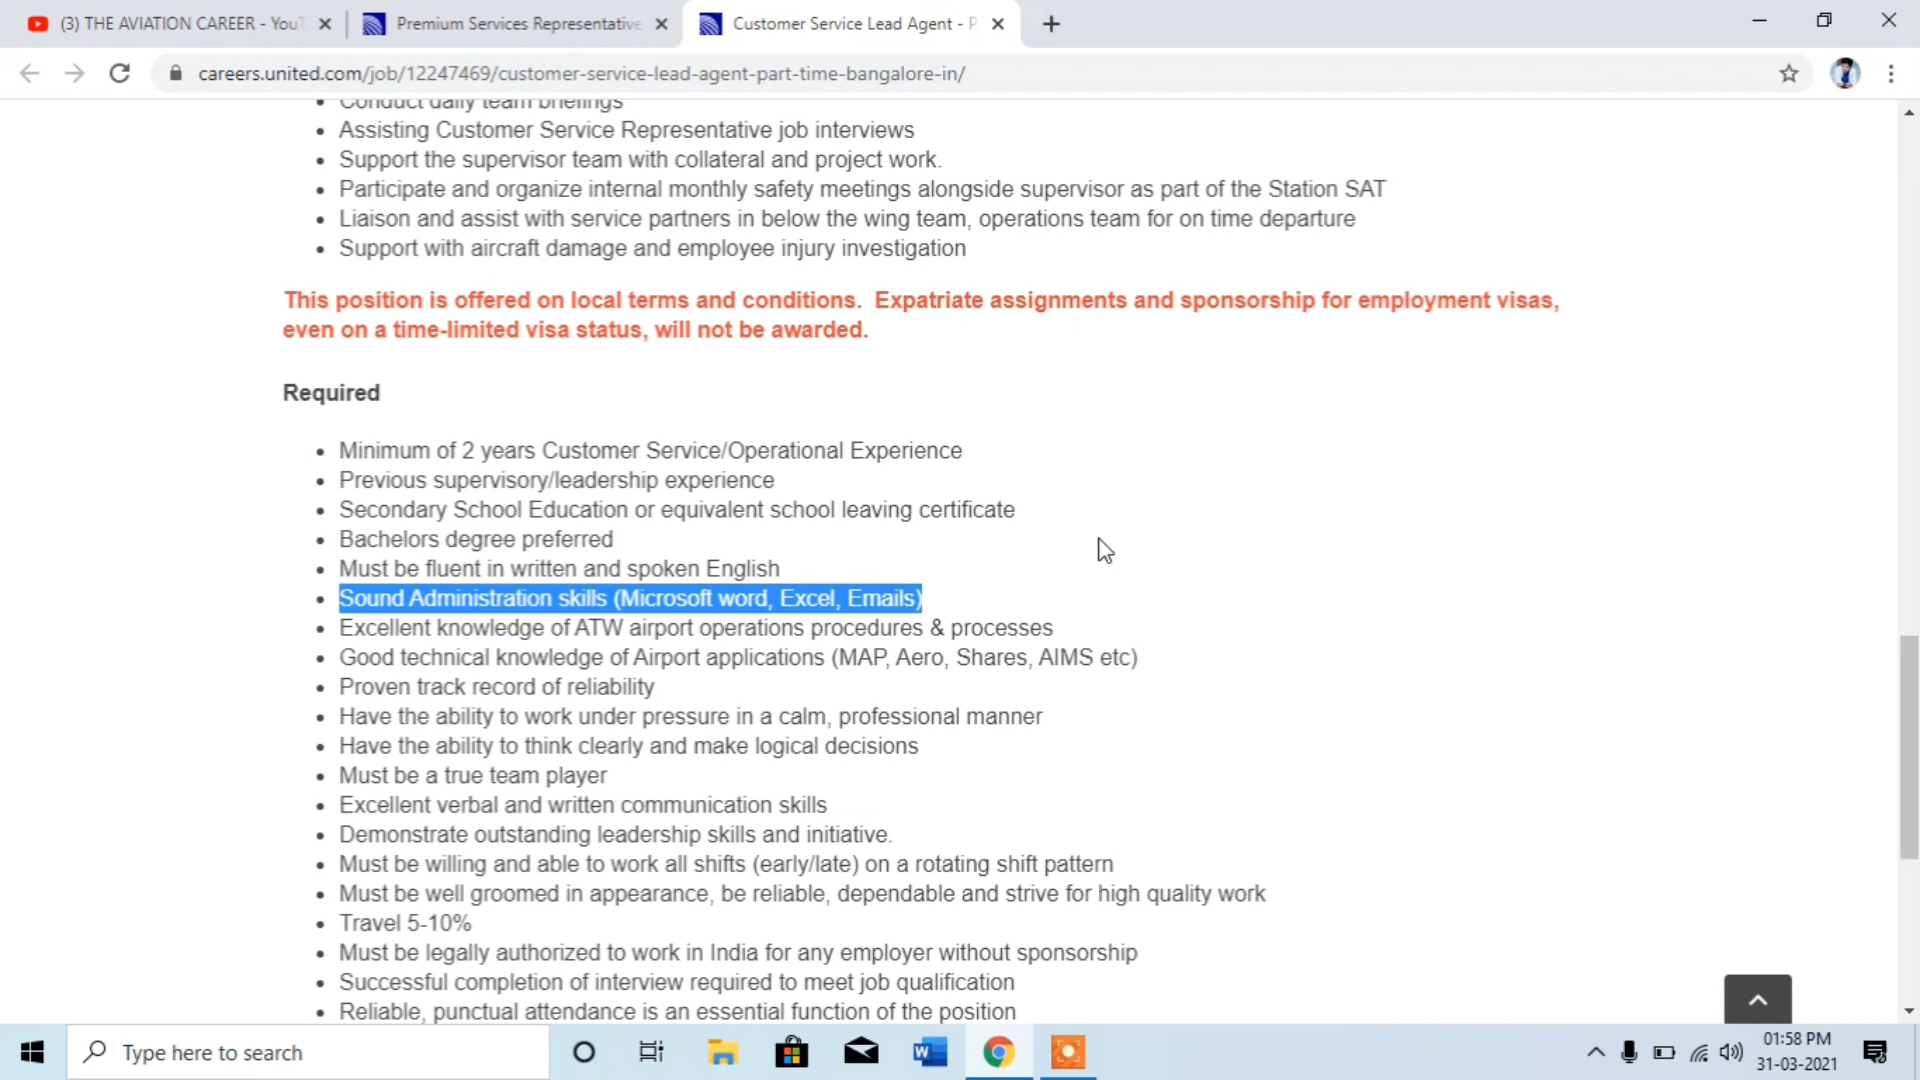 (3) THE AVIATION CAREER - YouT
Premium Services Representative
Customer Service Lead Agent - P
careers.united.com/job/12247469/customer-service-lead-agent-part-time-bangalore-in/
Conduct daily team briefings
Assisting Customer Service Representative job interviews
Support the supervisor team with collateral and project work.
Participate and organize internal monthly safety meetings alongside supervisor as part of the Station SAT
Liaison and assist with service partners in below the wing team, operations team for on time departure
Support with aircraft damage and employee injury investigation
This position is offered on local terms and conditions.  Expatriate assignments and sponsorship for employment visas,
even on a time-limited visa status, will not be awarded.
Required
Minimum of 2 years Customer Service/Operational Experience
Previous supervisory/leadership experience
Secondary School Education or equivalent school leaving certificate
Bachelors degree preferred
Must be fluent in written and spoken English
Sound Administration skills (Microsoft word, Excel, Emails)
Excellent knowledge of ATW airport operations procedures & processes
Good technical knowledge of Airport applications (MAP, Aero, Shares, AIMS etc)
Proven track record of reliability
Have the ability to work under pressure in a calm, professional manner
Have the ability to think clearly and make logical decisions
Must be a true team player
Excellent verbal and written communication skills
Demonstrate outstanding leadership skills and initiative.
Must be willing and able to work all shifts (early/late) on a rotating shift pattern
Must be well groomed in appearance, be reliable, dependable and strive for high quality work
Travel 5-10%
Must be legally authorized to work in India for any employer without sponsorship
Successful completion of interview required to meet job qualification
Reliable, punctual attendance is an essential function of the position
Type here to search
01:58 PM
31-03-2021